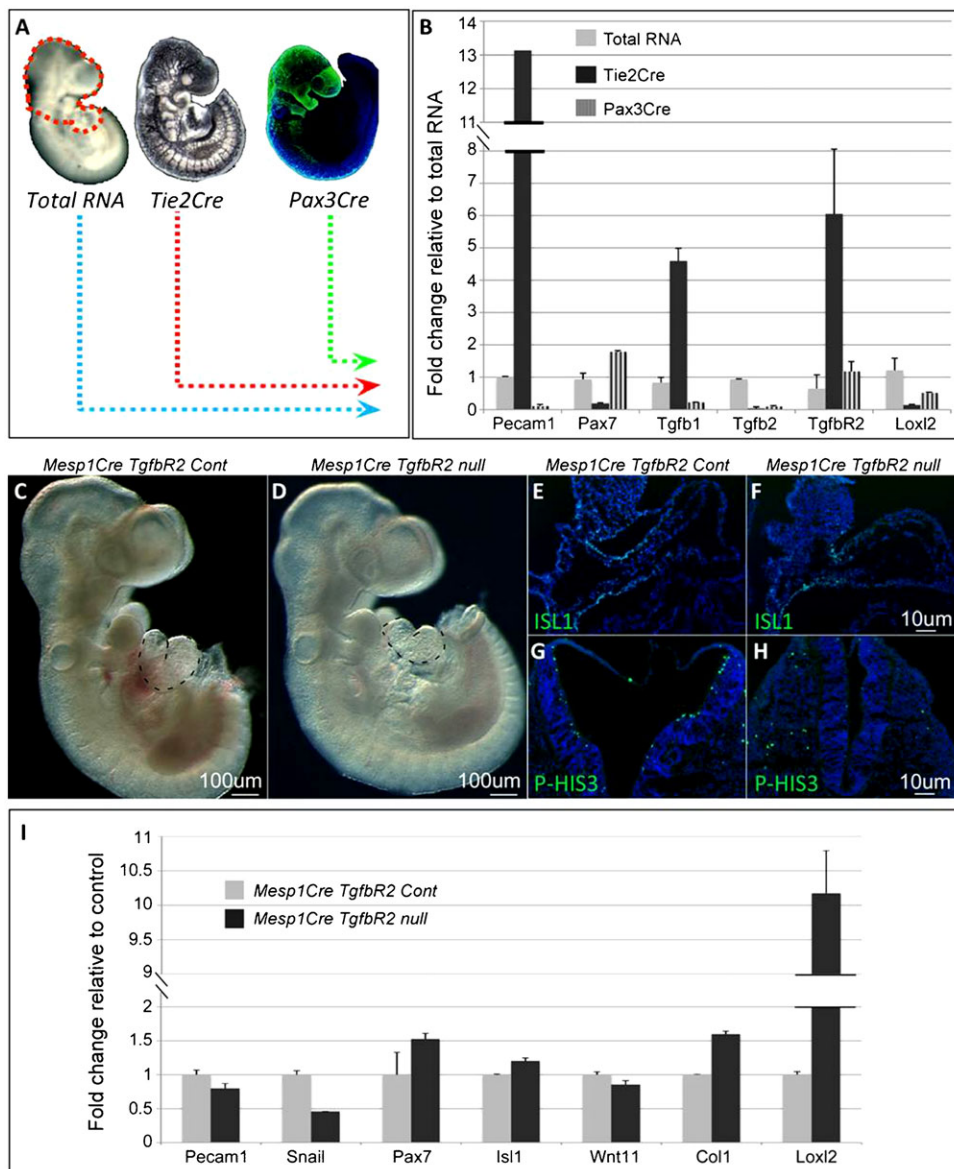 A
Total RNA
Tie2Cre
Pax3Cre
B
Fold change relative to total RNA
14
13
12
11
8
7
6
5
4
3
2
1
0
Total RNA
Tie2Cre
Pax3Cre
Pecam1
Pax7
Tgfb1
Tgfb2
TgfbR2
Loxl2
Mesp1Cre TgfbR2 Cont
Mesp1Cre TgfbR2 null
Mesp1Cre TgfbR2 Cont
Mesp1Cre TgfbR2 null
C
100um
D
100um
E
ISL1
F
ISL1
10um
G
P-HIS3
H
P-HIS3
10um
I
Fold change relative to control
11
10.5
10
9.5
9
2
1.5
1
0.5
0
Mesp1Cre TgfbR2 Cont
Mesp1Cre TgfbR2 null
Pecam1
Snail
Pax7
Isl1
Wnt11
Col1
Loxl2